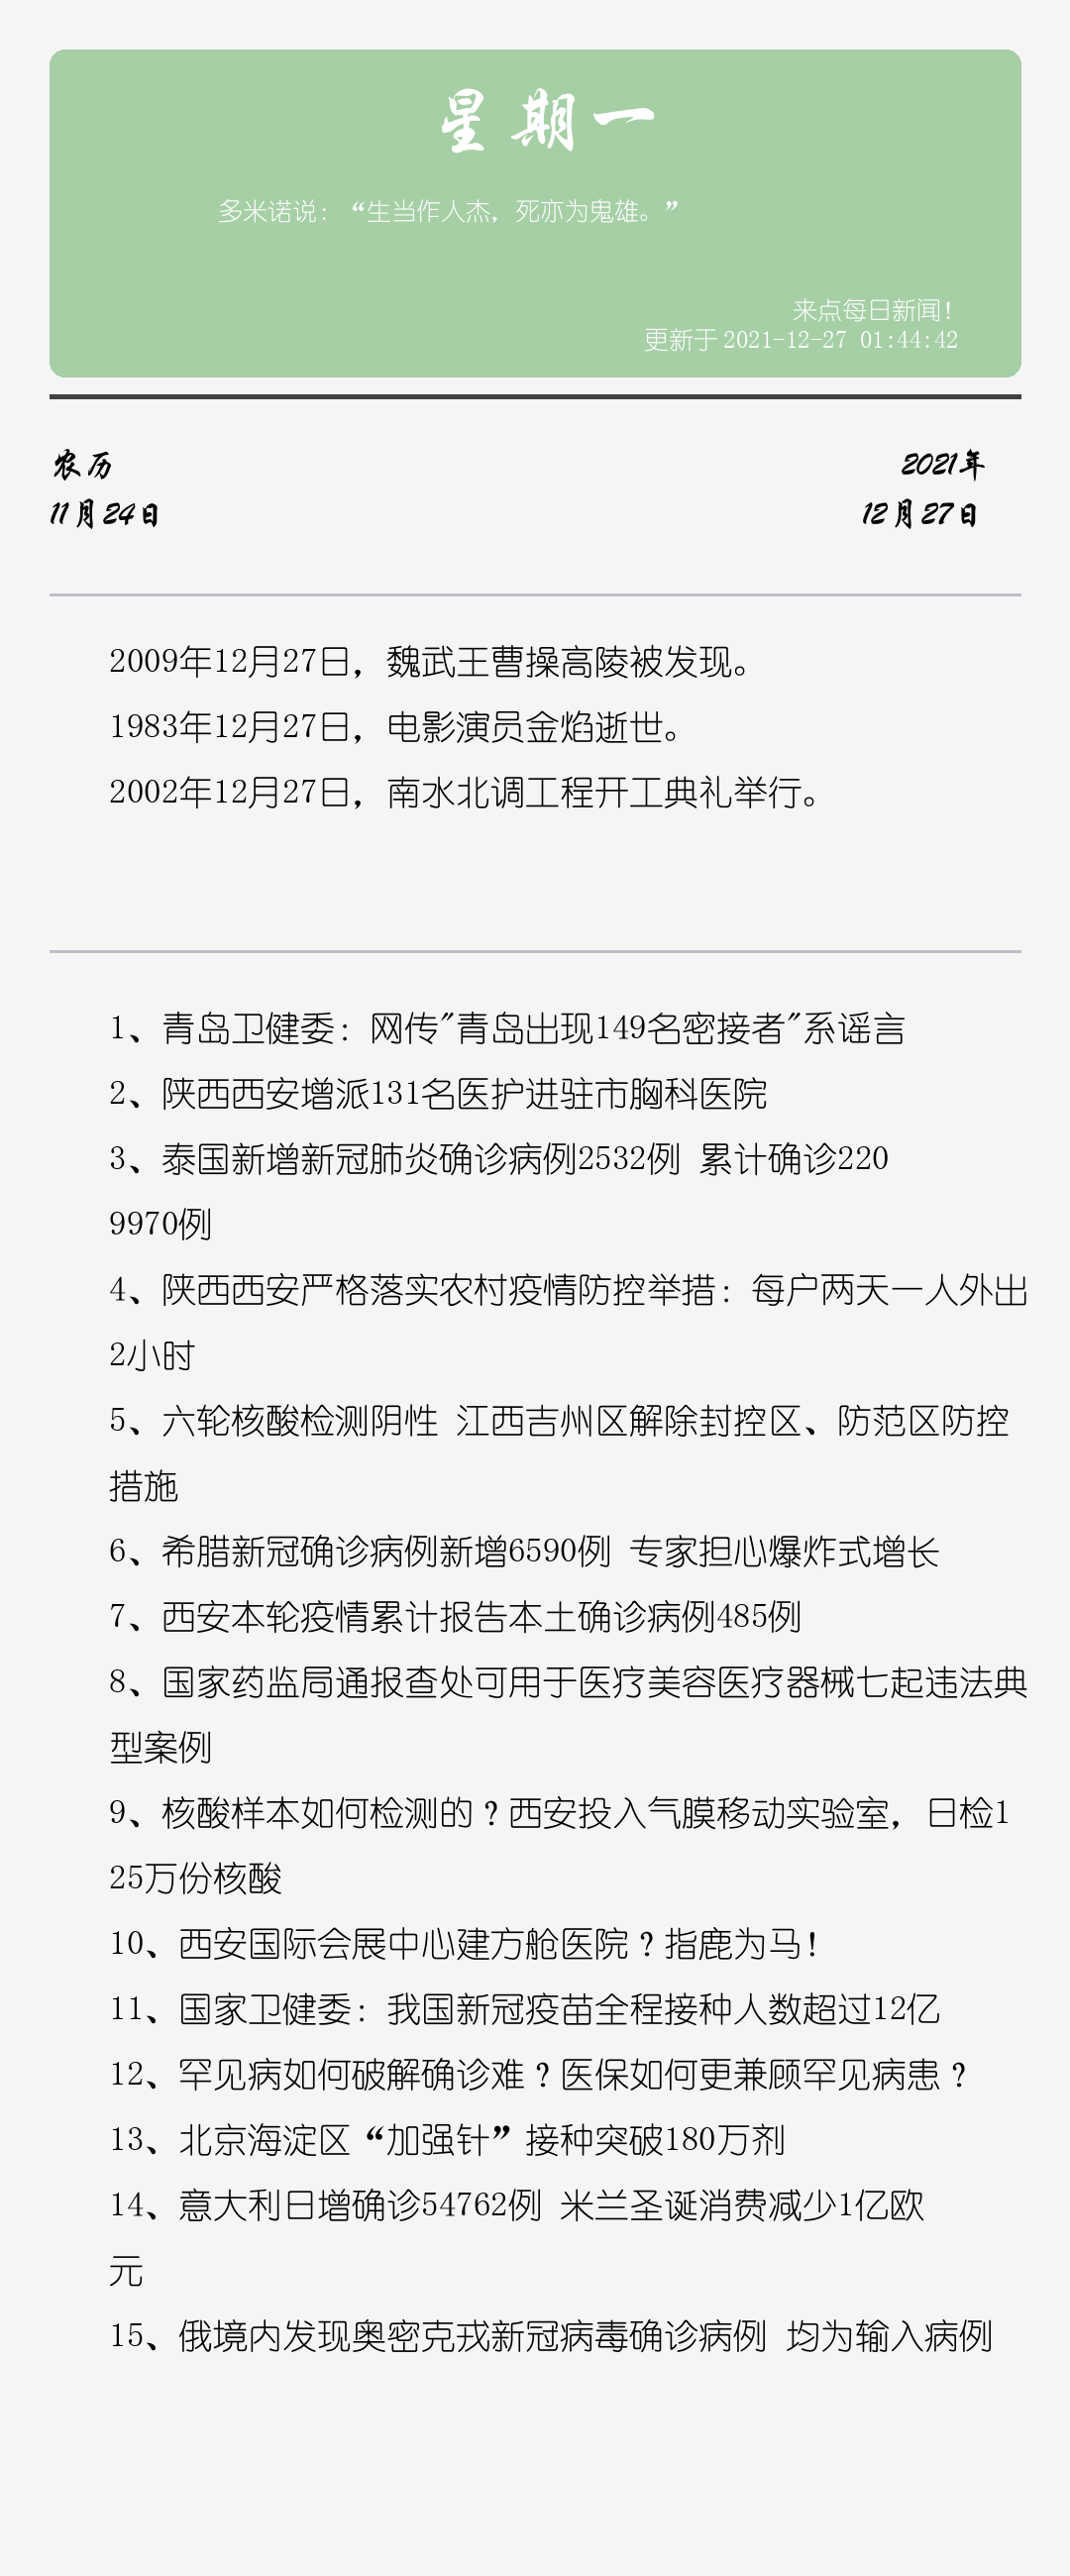 星期一
多米诺说：“生当作人杰，死亦为鬼雄。”
来点每日新闻！
更新于2021-12-27 01:44:42
农历
2021年
11月24日
12月27日
2009年12月27日，魏武王曹操高陵被发现。
1983年12月27日，电影演员金焰逝世。
2002年12月27日，南水北调工程开工典礼举行。
1、青岛卫健委：网传"青岛出现149名密接者"系谣言
2、陕西西安增派131名医护进驻市胸科医院
3、泰国新增新冠肺炎确诊病例2532例 累计确诊220
9970例
4、陕西西安严格落实农村疫情防控举措：每户两天一人外出
2小时
5、六轮核酸检测阴性 江西吉州区解除封控区、防范区防控
措施
6、希腊新冠确诊病例新增6590例 专家担心爆炸式增长
7、西安本轮疫情累计报告本土确诊病例485例
8、国家药监局通报查处可用于医疗美容医疗器械七起违法典
型案例
9、核酸样本如何检测的？西安投入气膜移动实验室，日检1
25万份核酸
10、西安国际会展中心建方舱医院？指鹿为马！
11、国家卫健委：我国新冠疫苗全程接种人数超过12亿
12、罕见病如何破解确诊难？医保如何更兼顾罕见病患？
13、北京海淀区“加强针”接种突破180万剂
14、意大利日增确诊54762例 米兰圣诞消费减少1亿欧
元
15、俄境内发现奥密克戎新冠病毒确诊病例 均为输入病例